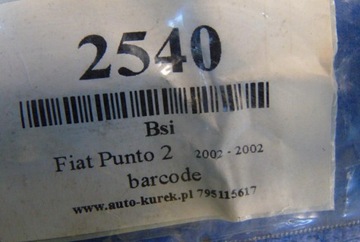 2540
Bsi
Fiat Punto 2 2002 - 2002
barcode
www.auto-kurek.pl 795115617